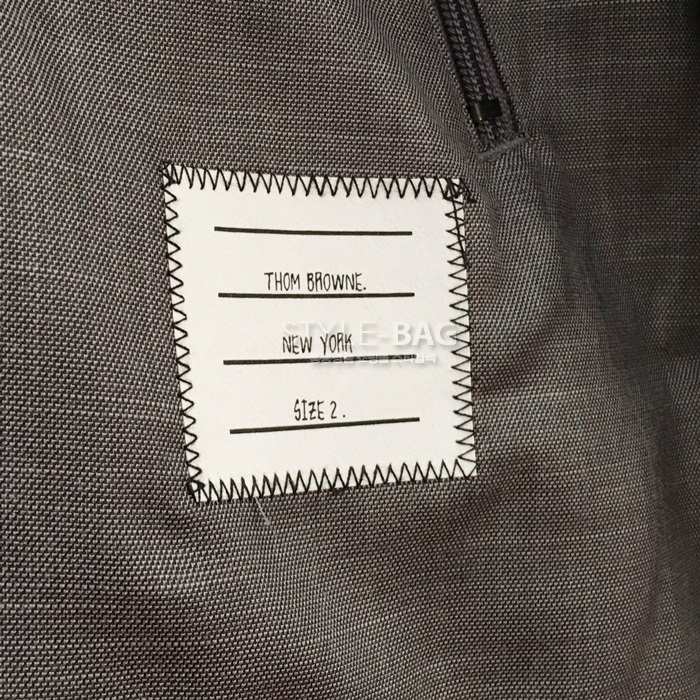 THOM BROWNE.
STYLE-BAG
NEW YORK
SIZE 2.